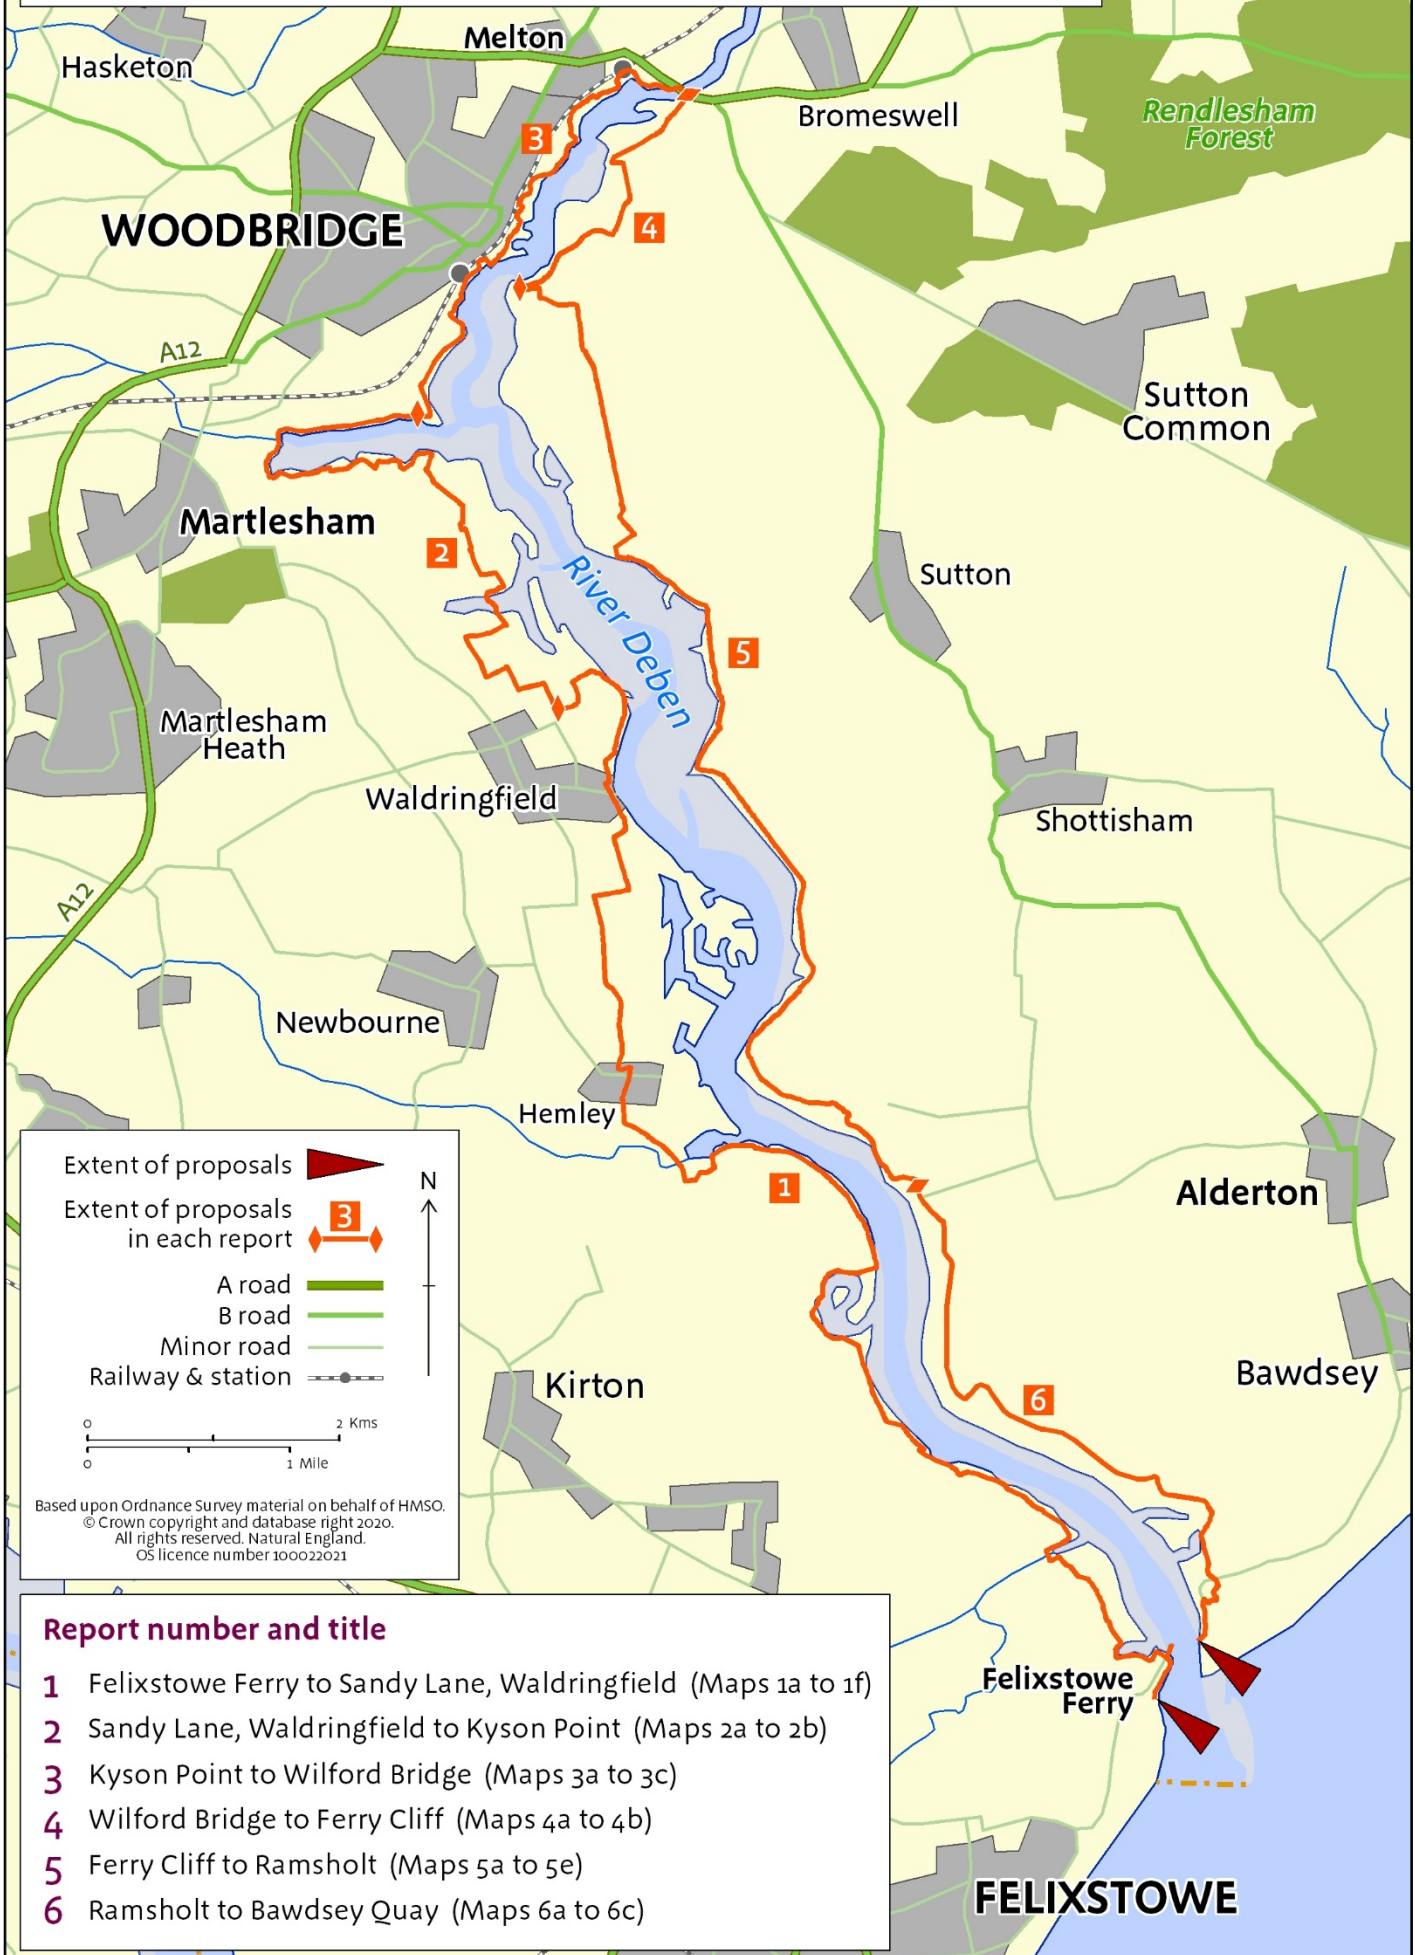 Melton
Hasketon
Bromeswell
Rendlesham
Forest
3
WOODBRIDGE
4
A12
Sutton
Common
Martlesham
2
Sutton
River Deben
5
Martlesham
Heath
Waldringfield
Shottisham
A12
Newbourne
Hemley
1
Alderton
Extent of proposals
N
Extent of proposals
in each report
3
A road
B road
Minor road
Railway & station
0 2 Kms
0 1 Mile
Based upon Ordnance Survey material on behalf of HMSO.
© Crown copyright and database right 2020.
All rights reserved. Natural England.
OS licence number 100022021
Kirton
Bawdsey
6
Felixstowe
Ferry
Report number and title
1 Felixstowe Ferry to Sandy Lane, Waldringfield (Maps 1a to 1f)
2 Sandy Lane, Waldringfield to Kyson Point (Maps 2a to 2b)
3 Kyson Point to Wilford Bridge (Maps 3a to 3c)
4 Wilford Bridge to Ferry Cliff (Maps 4a to 4b)
5 Ferry Cliff to Ramsholt (Maps 5a to 5e)
6 Ramsholt to Bawdsey Quay (Maps 6a to 6c)
FELIXSTOWE